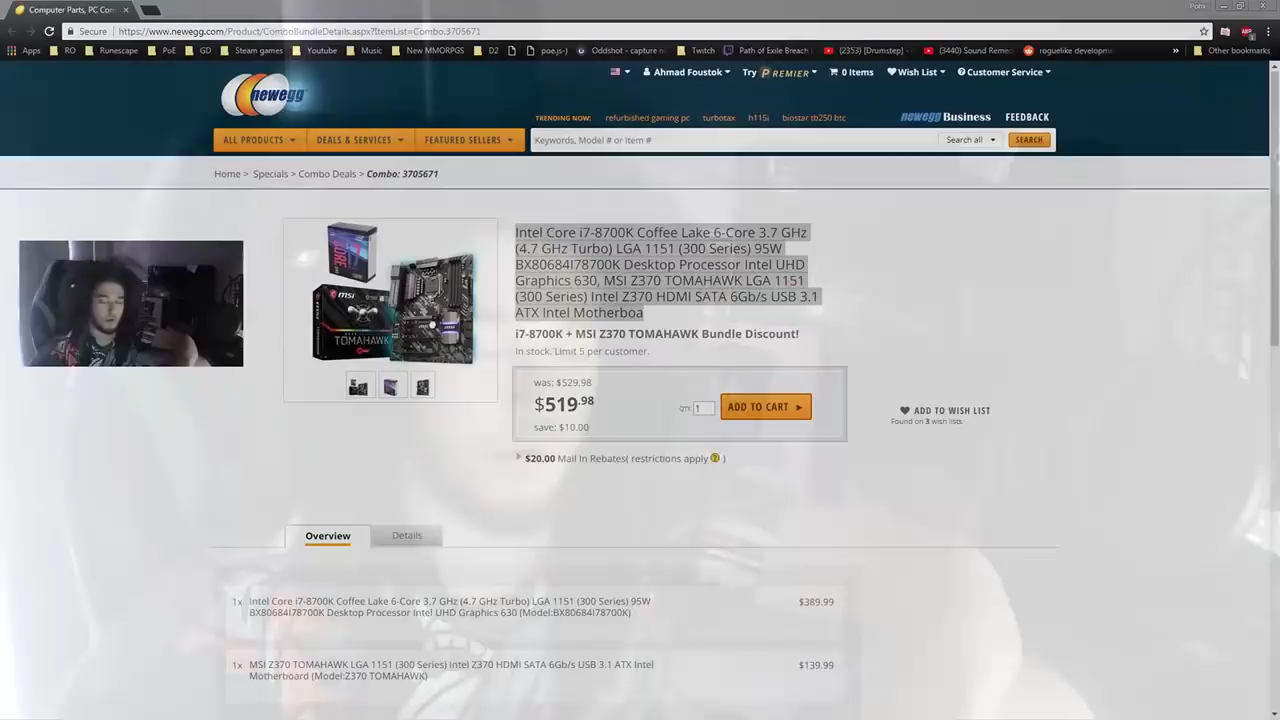 Computer Parts, PC Com
Pohx
Secure
https://www.newegg.com/Product/ComboBundleDetails.aspx?ItemList=Combo.3705671
Apps RO Runescape PoE GD Steam games Youtube Music New MMORPGS D2 poe.js-) Oddshot - capture n Twitch Path of Exile Breach (2353) [Drumstep] (3440) Sound Reme roguelike developm » Other bookmarks
newegg
Ahmad Foustok Try PREMIER 0 Items Wish List Customer Service
TRENDING NOW: refurbished gaming pc turbotax h115i biostar tb250 btc
newegg Business FEEDBACK
ALL PRODUCTS DEALS & SERVICES FEATURED SELLERS Keywords, Model # or Item # Search all SEARCH
Home > Specials > Combo Deals > Combo: 3705671
Intel Core i7-8700K Coffee Lake 6-Core 3.7 GHz
(4.7 GHz Turbo) LGA 1151 (300 Series) 95W
BX80684I78700K Desktop Processor Intel UHD
Graphics 630, MSI Z370 TOMAHAWK LGA 1151
(300 Series) Intel Z370 HDMI SATA 6Gb/s USB 3.1
ATX Intel Motherboa
i7-8700K + MSI Z370 TOMAHAWK Bundle Discount!
In stock. Limit 5 per customer.
msi
TOMAHAWK
was: $529.98
$519.98
save: $10.00
QTY: 1
ADD TO CART
ADD TO WISH LIST
Found on 3 wish lists
$20.00 Mail In Rebates( restrictions apply ? )
Overview Details
1x Intel Core i7-8700K Coffee Lake 6-Core 3.7 GHz (4.7 GHz Turbo) LGA 1151 (300 Series) 95W $389.99
BX80684I78700K Desktop Processor Intel UHD Graphics 630 (Model:BX80684I78700K)
1x MSI Z370 TOMAHAWK LGA 1151 (300 Series) Intel Z370 HDMI SATA 6Gb/s USB 3.1 ATX Intel $139.99
Motherboard (Model:Z370 TOMAHAWK)